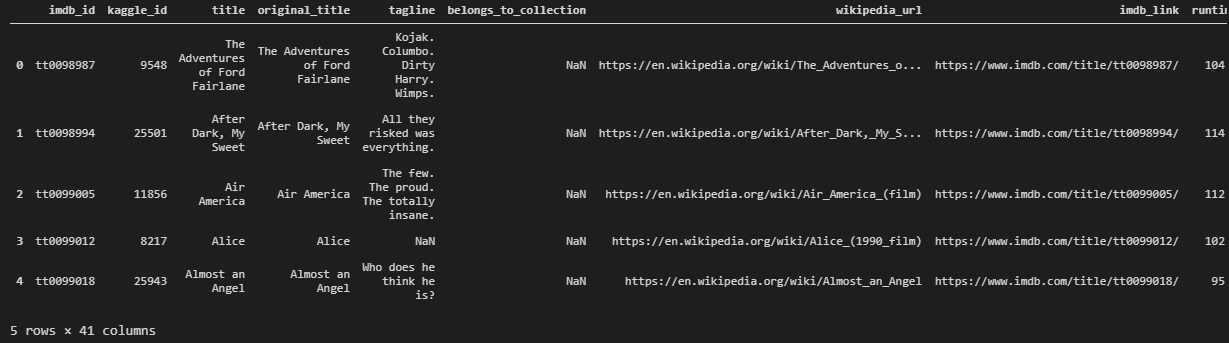 imdb_id kaggle_id title original_title tagline belongs_to_collection wikipedia_url imdb_link runtir
0 tt0098987 9548 The Adventures of Ford Fairlane The Adventures of Ford Fairlane Kojak. Columbo. Dirty Harry. Wimps. NaN https://en.wikipedia.org/wiki/The_Adventures_o... https://www.imdb.com/title/tt0098987/ 104
1 tt0098994 25501 After Dark, My Sweet After Dark, My Sweet All they risked was everything. NaN https://en.wikipedia.org/wiki/After_Dark,_My_S... https://www.imdb.com/title/tt0098994/ 114
2 tt0099005 11856 Air America Air America The few. The proud. The totally insane. NaN https://en.wikipedia.org/wiki/Air_America_(film) https://www.imdb.com/title/tt0099005/ 112
3 tt0099012 8217 Alice Alice NaN NaN https://en.wikipedia.org/wiki/Alice_(1990_film) https://www.imdb.com/title/tt0099012/ 102
4 tt0099018 25943 Almost an Angel Almost an Angel Who does he think he is? NaN https://en.wikipedia.org/wiki/Almost_an_Angel https://www.imdb.com/title/tt0099018/ 95
5 rows × 41 columns